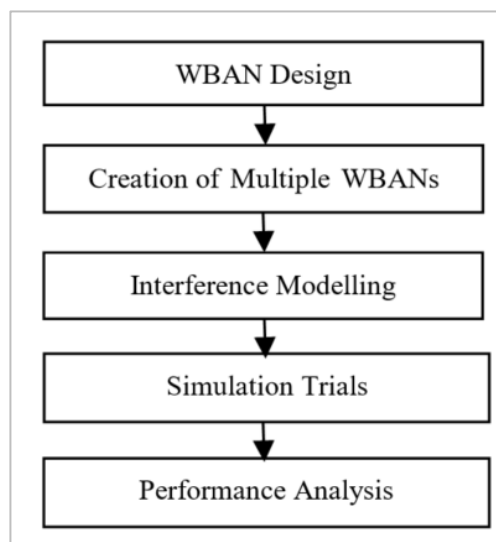 WBAN Design
Creation of Multiple WBANs
Interference Modelling
Simulation Trials
Performance Analysis